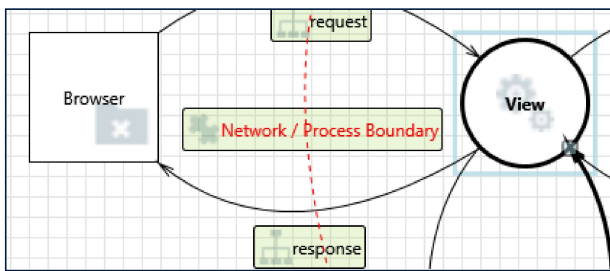 request
Browser
View
Network / Process Boundary
response